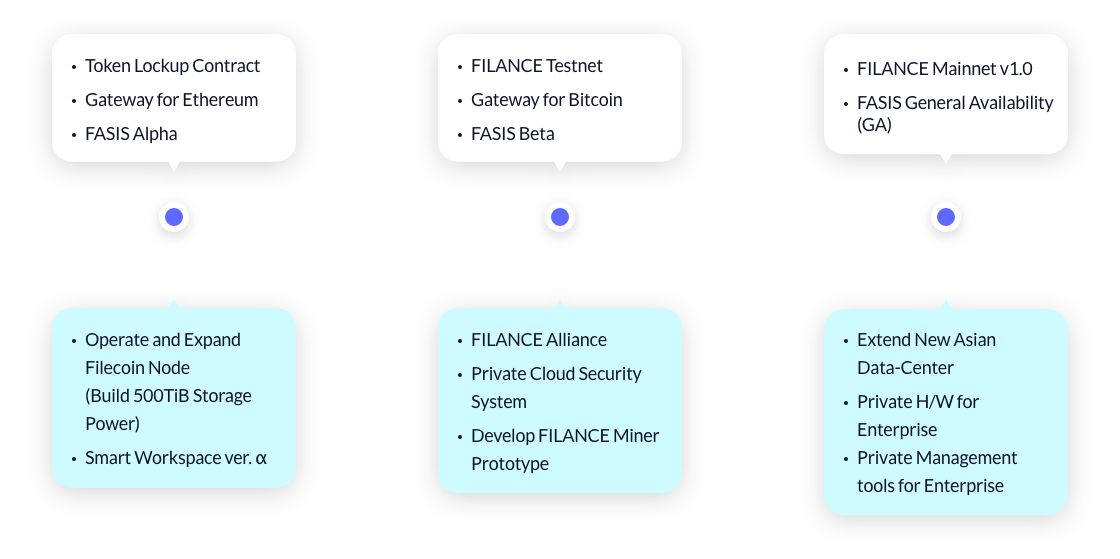 • Token Lockup Contract
• Gateway for Ethereum
• FASIS Alpha
• FILANCE Testnet
• Gateway for Bitcoin
• FASIS Beta
• FILANCE Mainnet v1.0
• FASIS General Availability
(GA)
• Operate and Expand
Filecoin Node
(Build 500TiB Storage
Power)
• Smart Workspace ver. α
• FILANCE Alliance
• Private Cloud Security
System
• Develop FILANCE Miner
Prototype
• Extend New Asian
Data-Center
• Private H/W for
Enterprise
• Private Management
tools for Enterprise